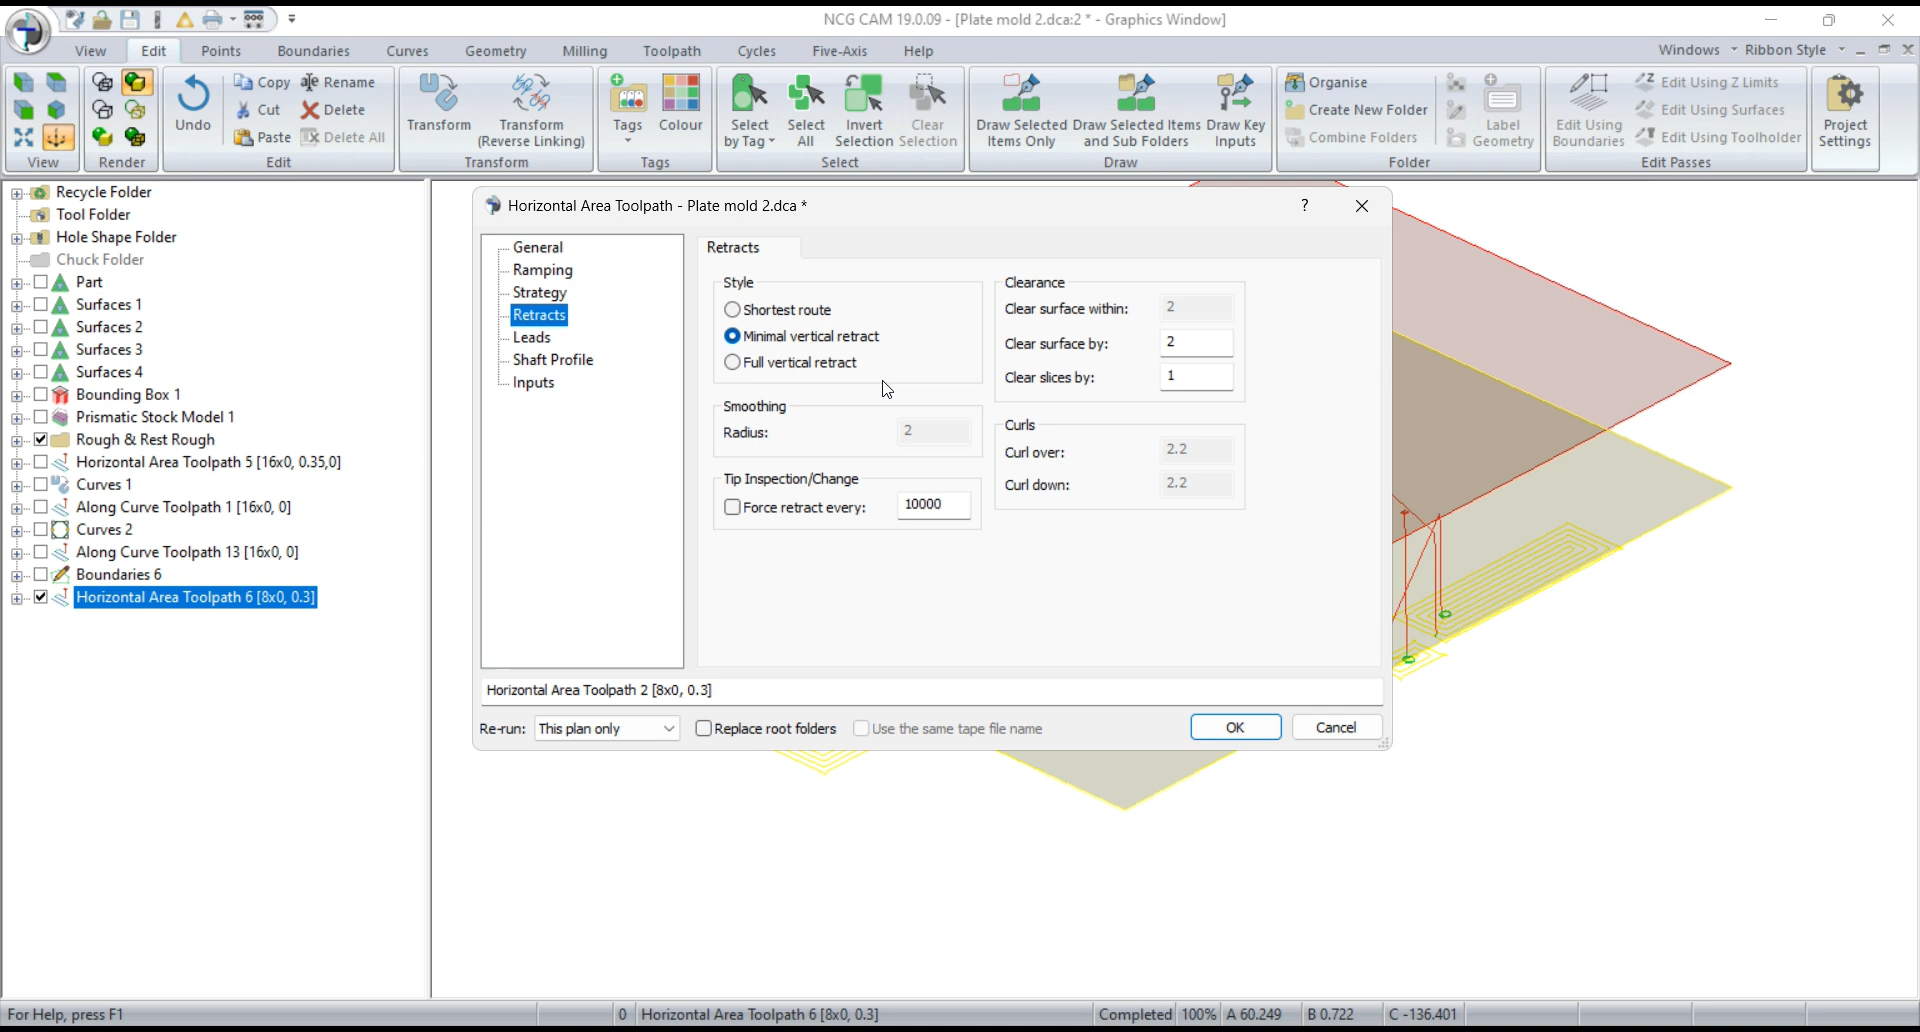 NCG CAM 19.0.09 - [Plate mold 2.dca:2 * - Graphics Window]
View Edit Points Boundaries Curves Geometry Milling Toolpath Cycles Five-Axis Help Windows Ribbon Style
Undo
Copy
Cut
Paste
Rename
Delete
Delete All
Transform
Transform (Reverse Linking)
Tags
Colour
Select by Tag
Select All
Invert Selection
Clear Selection
Draw Selected Items Only
Draw Selected Items and Sub Folders
Draw Key Inputs
Organise
Create New Folder
Combine Folders
Label Geometry
Edit Using Boundaries
Edit Using Z Limits
Edit Using Surfaces
Edit Using Toolholder
Project Settings
View Render Edit Transform Tags Select Draw Folder Edit Passes
Recycle Folder
Tool Folder
Hole Shape Folder
Chuck Folder
Part
Surfaces 1
Surfaces 2
Surfaces 3
Surfaces 4
Bounding Box 1
Prismatic Stock Model 1
Rough & Rest Rough
Horizontal Area Toolpath 5 [16x0, 0.35,0]
Curves 1
Along Curve Toolpath 1 [16x0, 0]
Curves 2
Along Curve Toolpath 13 [16x0, 0]
Boundaries 6
Horizontal Area Toolpath 6 [8x0, 0.3]
Horizontal Area Toolpath - Plate mold 2.dca *
?
General
Ramping
Strategy
Retracts
Leads
Shaft Profile
Inputs
Retracts
Style
Shortest route
Minimal vertical retract
Full vertical retract
Smoothing
Radius: 2
Tip Inspection/Change
Force retract every: 10000
Clearance
Clear surface within: 2
Clear surface by: 2
Clear slices by: 1
Curls
Curl over: 2.2
Curl down: 2.2
Horizontal Area Toolpath 2 [8x0, 0.3]
Re-run: This plan only Replace root folders Use the same tape file name OK Cancel
For Help, press F1 0 Horizontal Area Toolpath 6 [8x0, 0.3] Completed 100% A 60.249 B 0.722 C -136.401